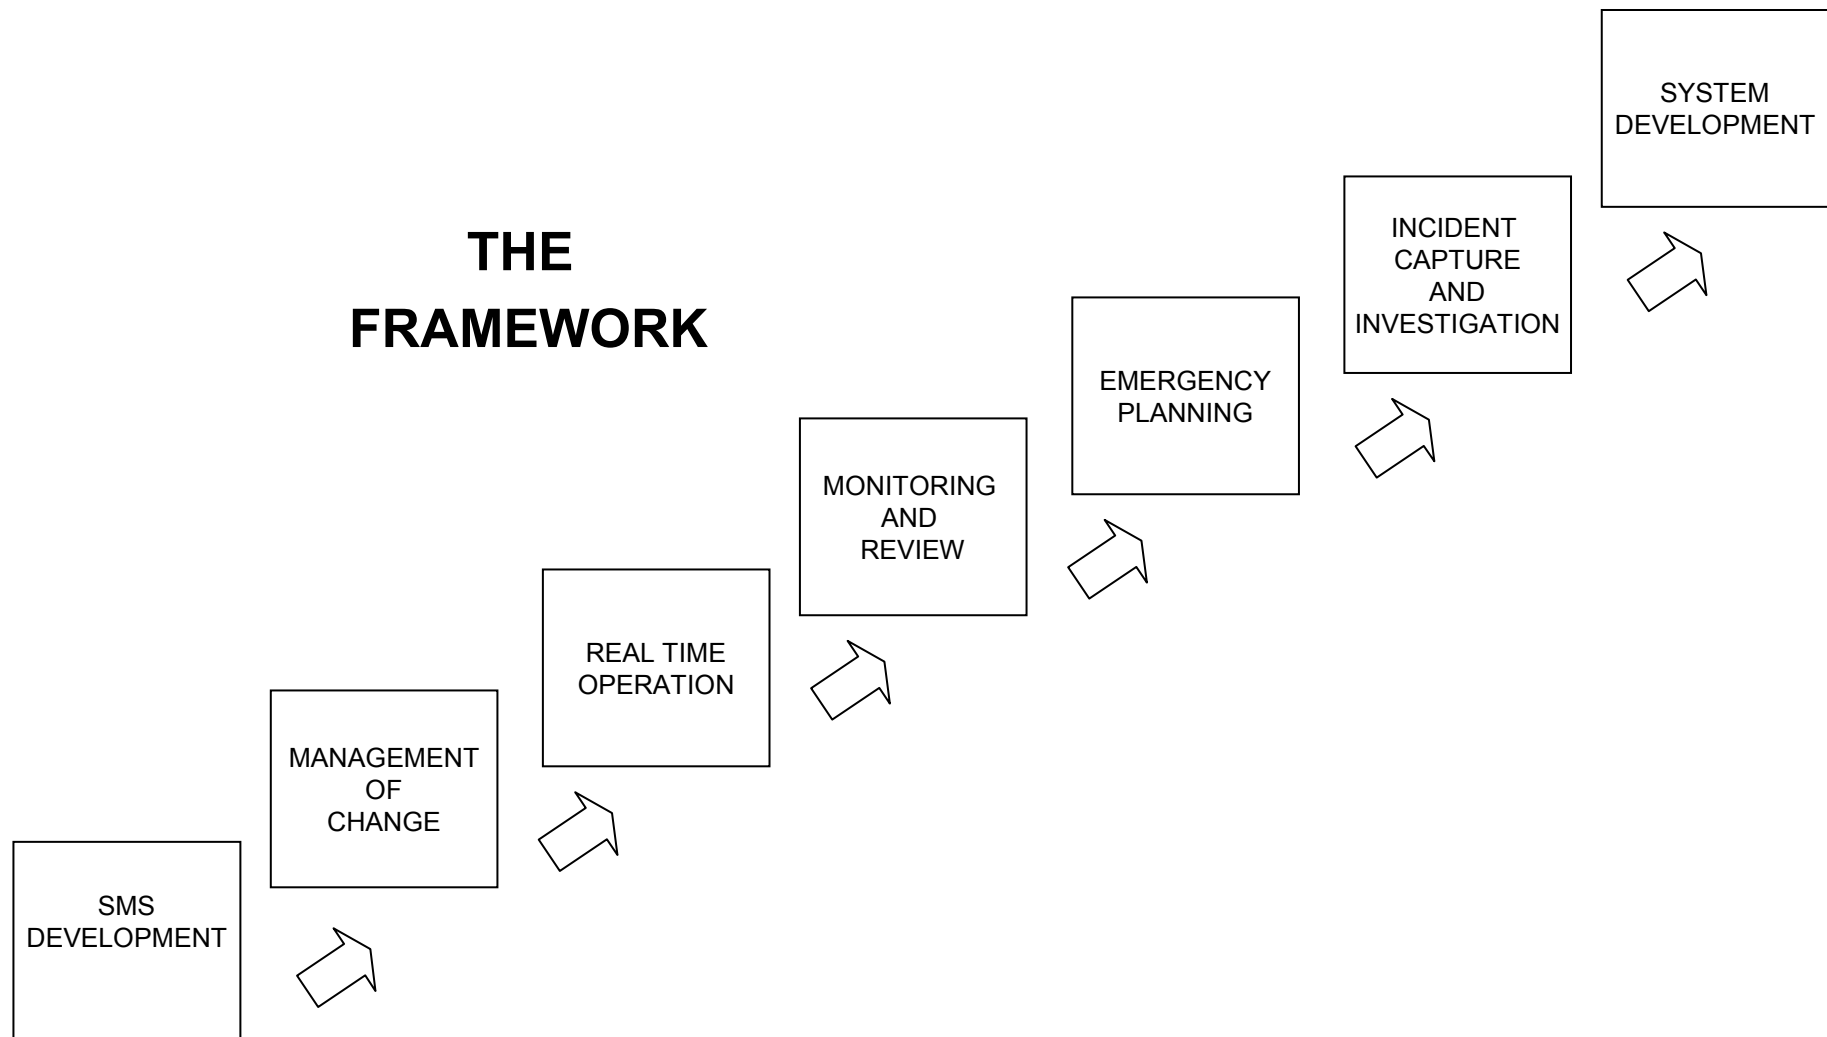 THE
FRAMEWORK
SMS
DEVELOPMENT
MANAGEMENT
OF
CHANGE
REAL TIME
OPERATION
MONITORING
AND
REVIEW
EMERGENCY
PLANNING
INCIDENT
CAPTURE
AND
INVESTIGATION
SYSTEM
DEVELOPMENT